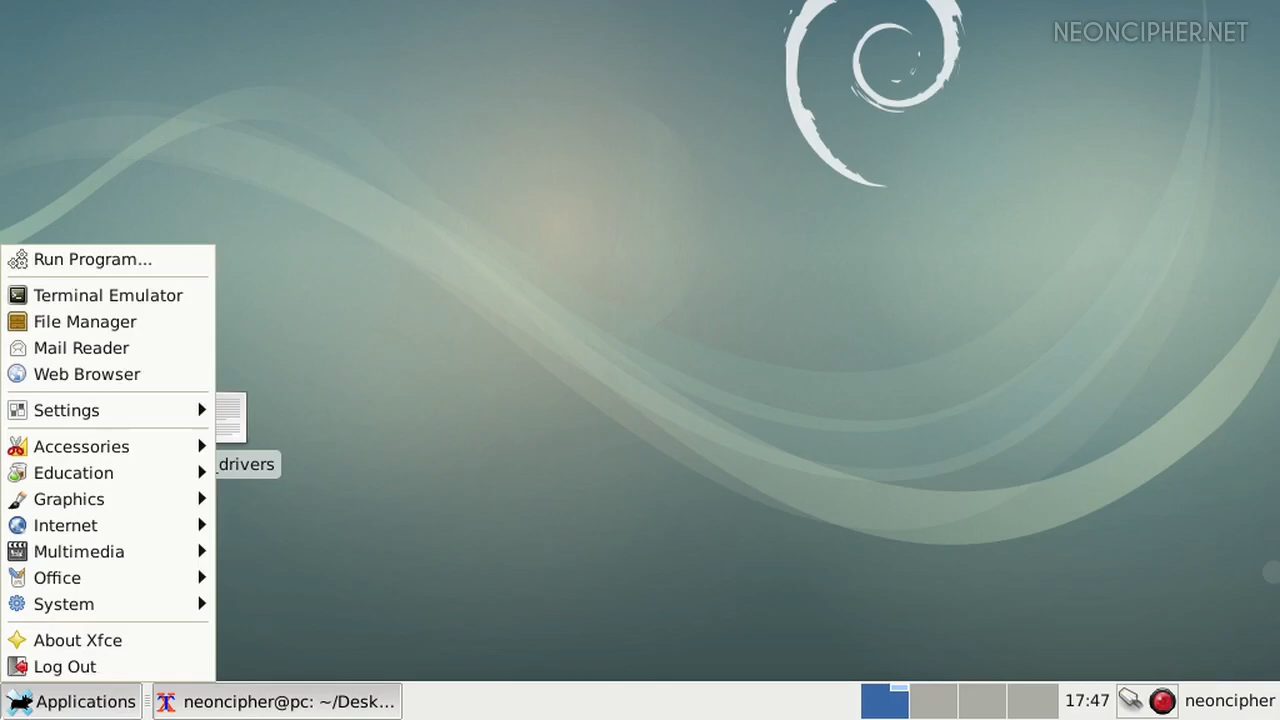 NEONCIPHER.NET
Run Program...
Terminal Emulator
File Manager
Mail Reader
Web Browser
Settings
Accessories
Education
Graphics
Internet
Multimedia
Office
System
About Xfce
Log Out
_drivers
Applications
neoncipher@pc: ~/Desk...
17:47
neoncipher